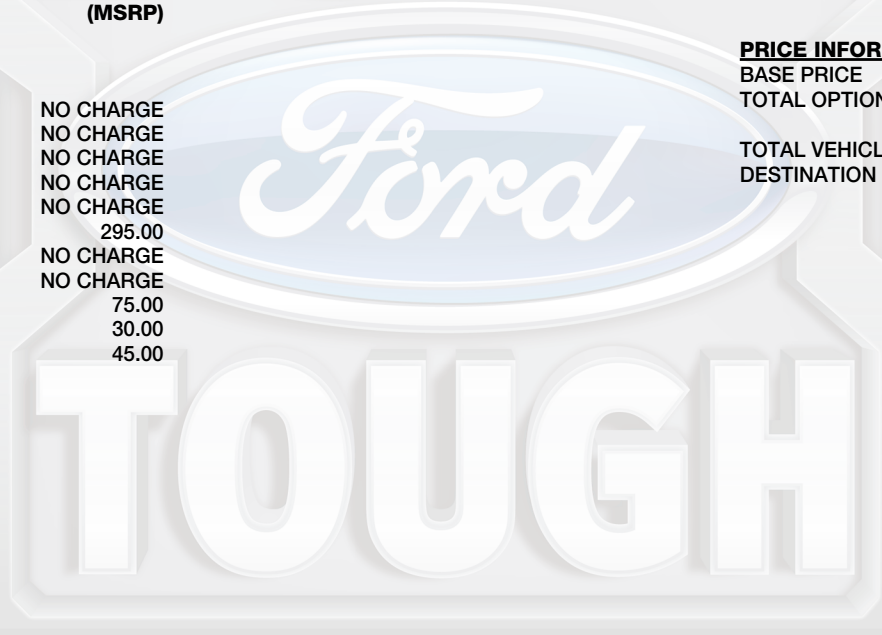 (MSRP)
NO CHARGE
NO CHARGE
NO CHARGE
NO CHARGE
NO CHARGE
295.00
NO CHARGE
NO CHARGE
75.00
30.00
45.00
PRICE INFOR
BASE PRICE
TOTAL OPTION
TOTAL VEHICL
DESTINATION
Ford
TOUGH